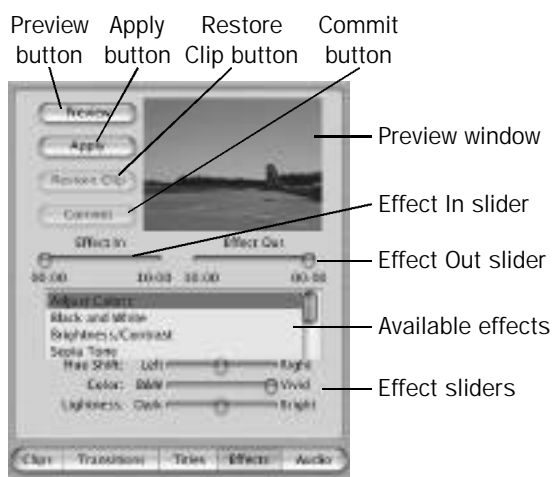 Preview button
Apply button
Restore Clip button
Commit button
Preview
Apply
Restore Clip
Commit
Preview window
Effect In slider
Effect In
Effect Out
Effect Out slider
00:00
10:00
10:00
00:00
Adjust Colors
Black and White
Brightness/Contrast
Sepia Tone
Available effects
Hue Shift: Left Right
Color: B&W Vivid
Lightness: Dark Bright
Effect sliders
Clips Transitions Titles Effects Audio